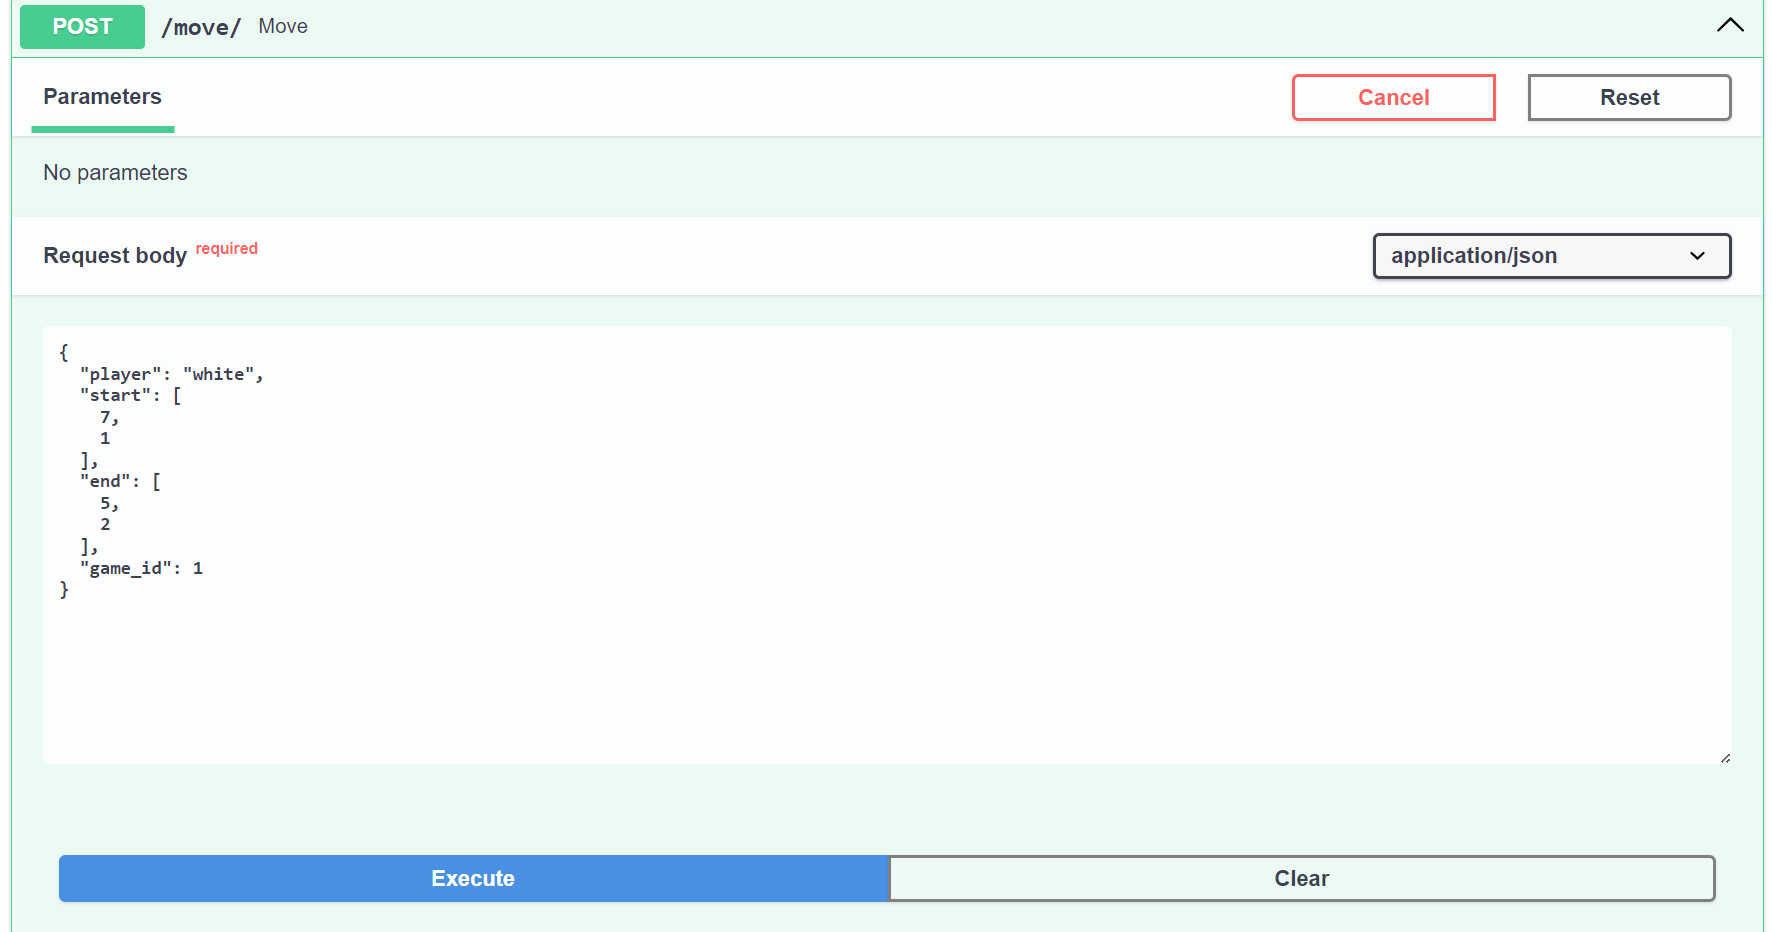 POST /move/ Move
Parameters
Cancel
Reset
No parameters
Request body required
application/json
{
  "player": "white",
  "start": [
    7,
    1
  ],
  "end": [
    5,
    2
  ],
  "game_id": 1
}
Execute
Clear